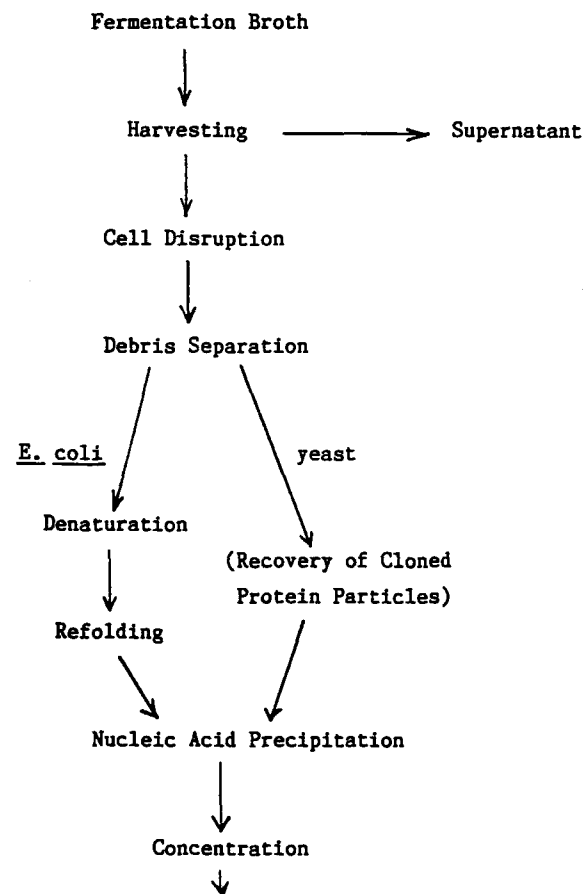 Fermentation Broth
Harvesting
Supernatant
Cell Disruption
Debris Separation
E. coli
yeast
Denaturation
(Recovery of Cloned
Protein Particles)
Refolding
Nucleic Acid Precipitation
Concentration